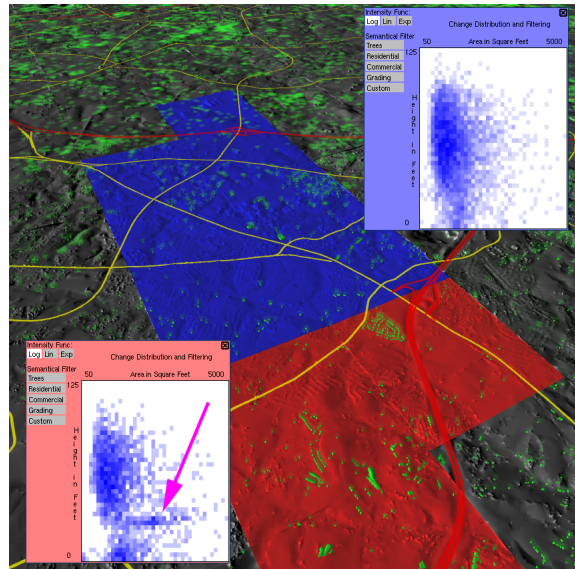 Intensity Func:
Log Lin Exp
Change Distribution and Filtering
Semantical Filter
50 Area in Square Feet 5000
Trees
125
Residential
Commercial
Grading
Custom
Height in Feet
0
Intensity Func:
Log Lin Exp
Change Distribution and Filtering
Semantical Filter
50 Area in Square Feet 5000
Trees
125
Residential
Commercial
Grading
Custom
Height in Feet
0